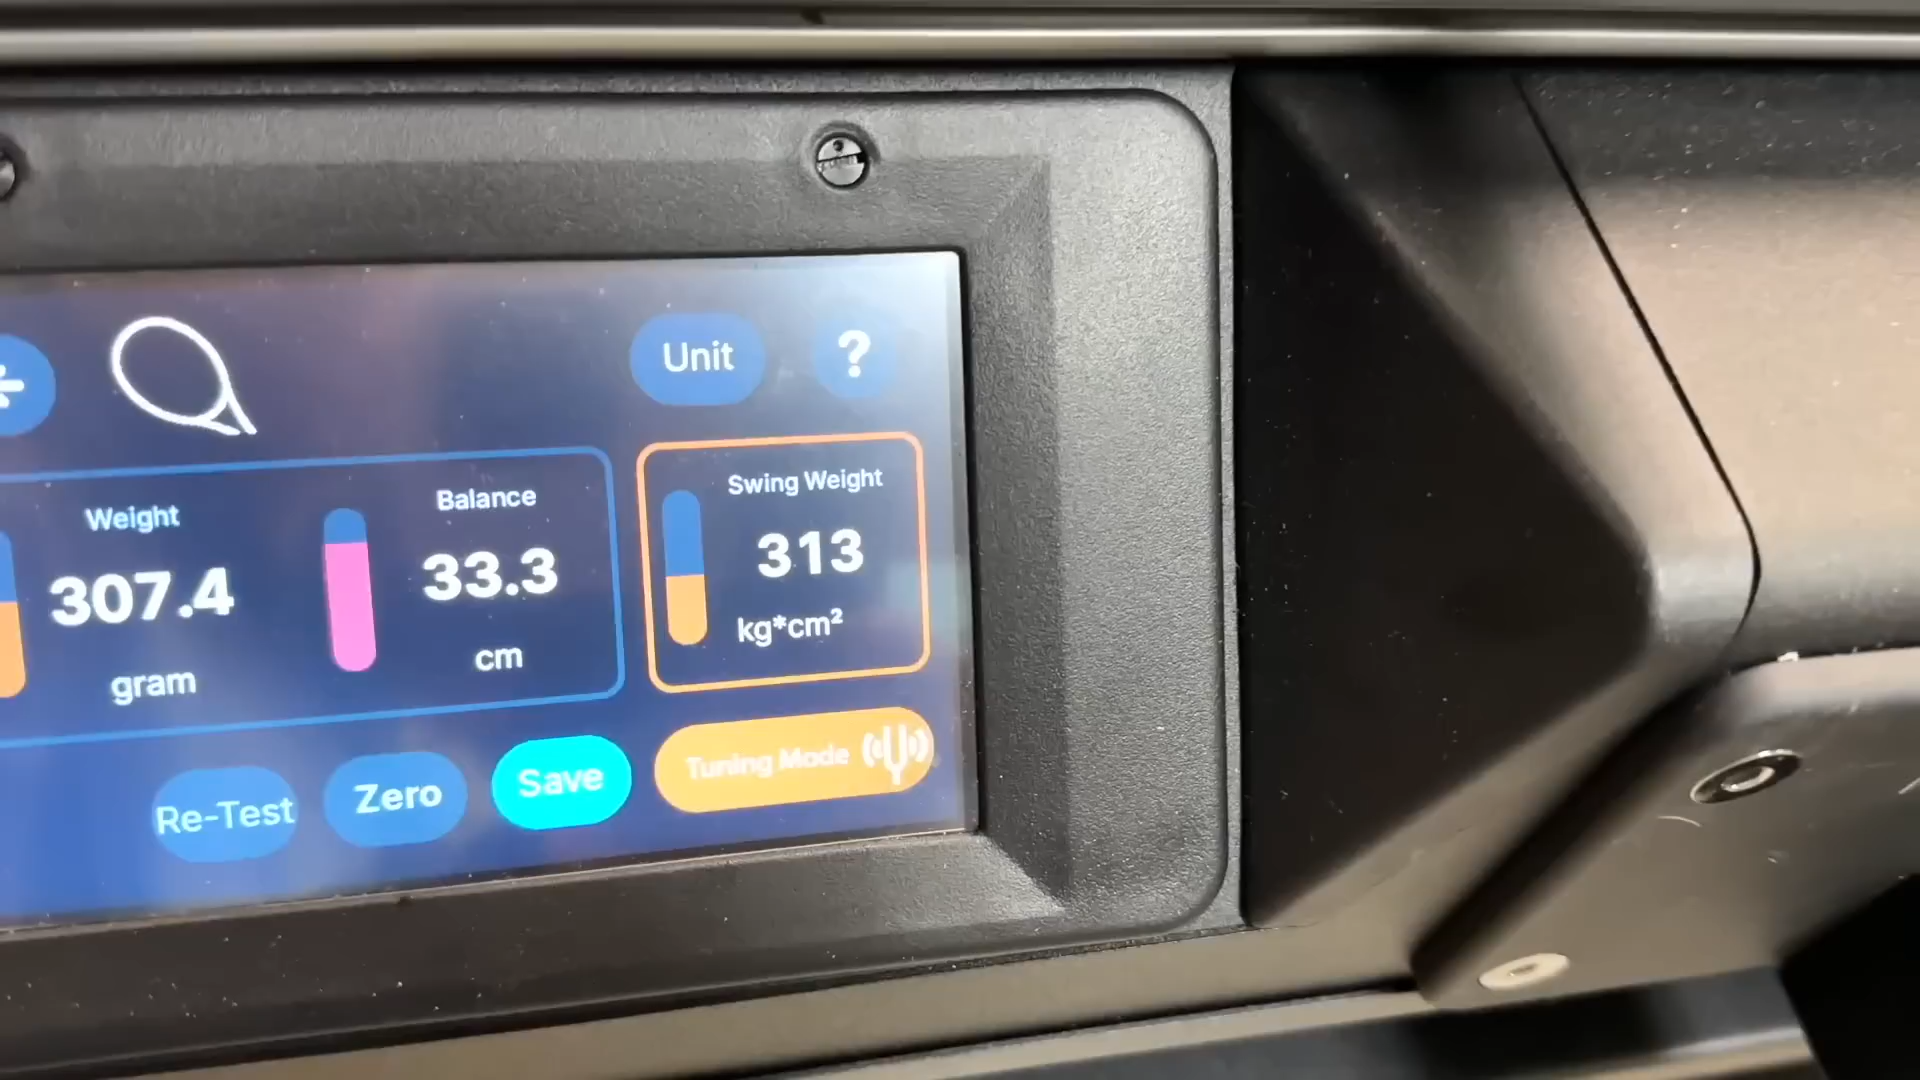 Unit ?
Weight
307.4
gram
Balance
33.3
cm
Swing Weight
313
kg*cm²
Re-Test
Zero
Save
Tuning Mode